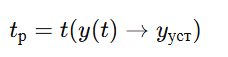 tр = t(y(t) → yуст)